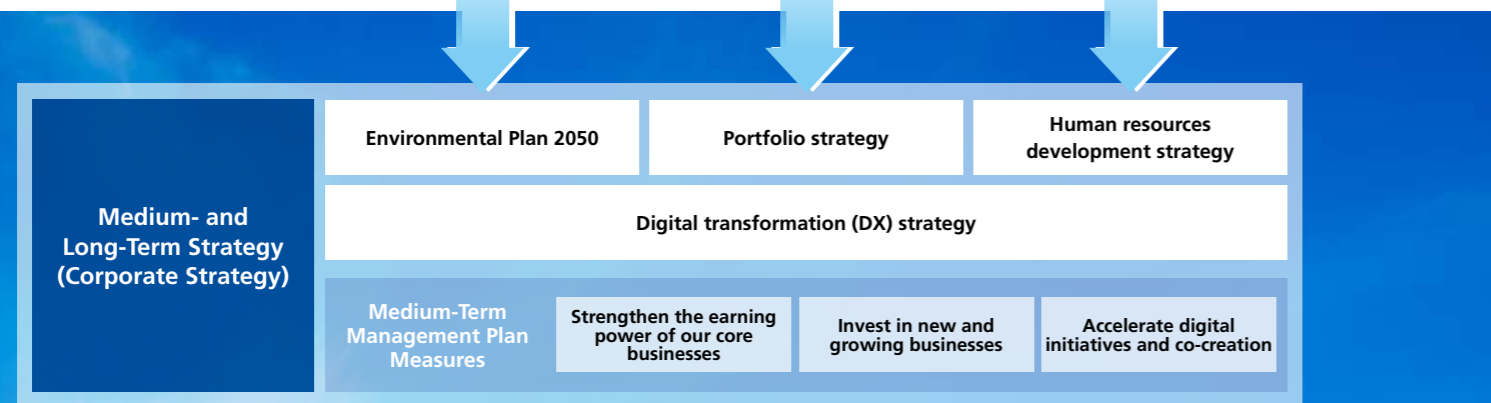 Medium- and
Long-Term Strategy
(Corporate Strategy)
Environmental Plan 2050
Portfolio strategy
Human resources
development strategy
Digital transformation (DX) strategy
Medium-Term
Management Plan
Measures
Strengthen the earning
power of our core
businesses
Invest in new and
growing businesses
Accelerate digital
initiatives and co-creation